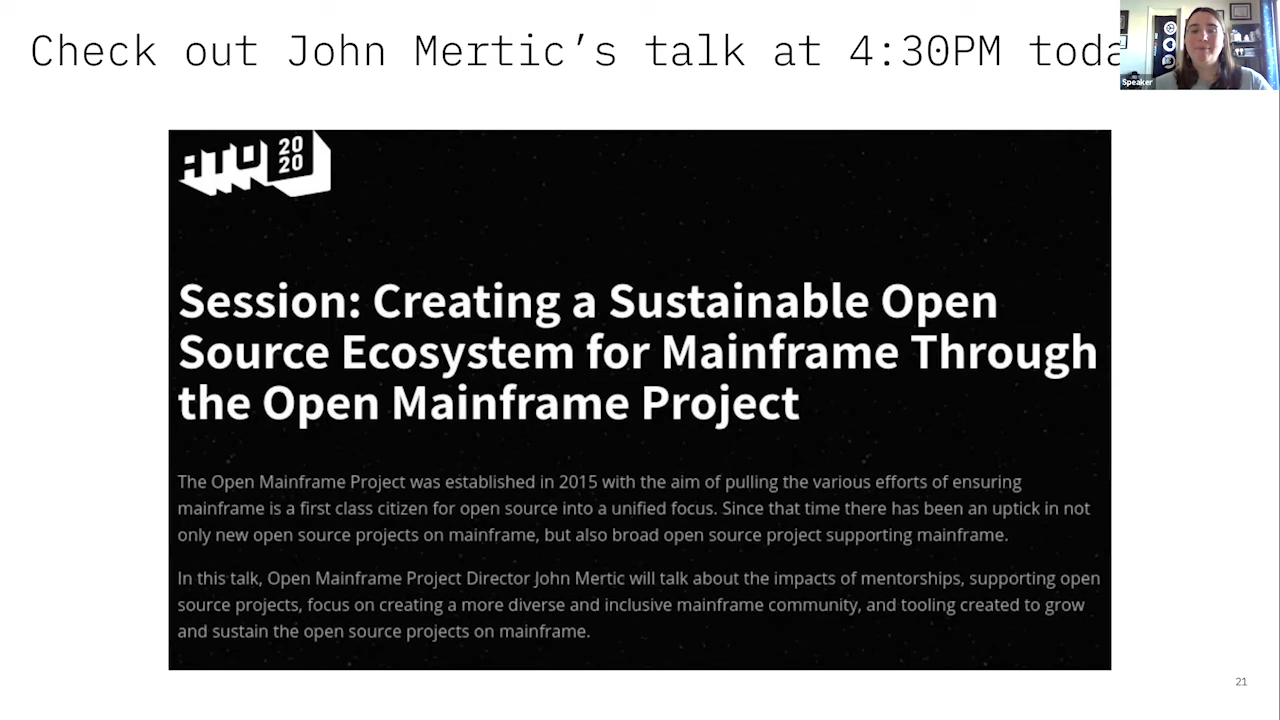 Check out John Mertic’s talk at 4:30PM toda
Speaker
ATO 20
20
Session: Creating a Sustainable Open
Source Ecosystem for Mainframe Through
the Open Mainframe Project
The Open Mainframe Project was established in 2015 with the aim of pulling the various efforts of ensuring
mainframe is a first class citizen for open source into a unified focus. Since that time there has been an uptick in not
only new open source projects on mainframe, but also broad open source project supporting mainframe.
In this talk, Open Mainframe Project Director John Mertic will talk about the impacts of mentorships, supporting open
source projects, focus on creating a more diverse and inclusive mainframe community, and tooling created to grow
and sustain the open source projects on mainframe.
21